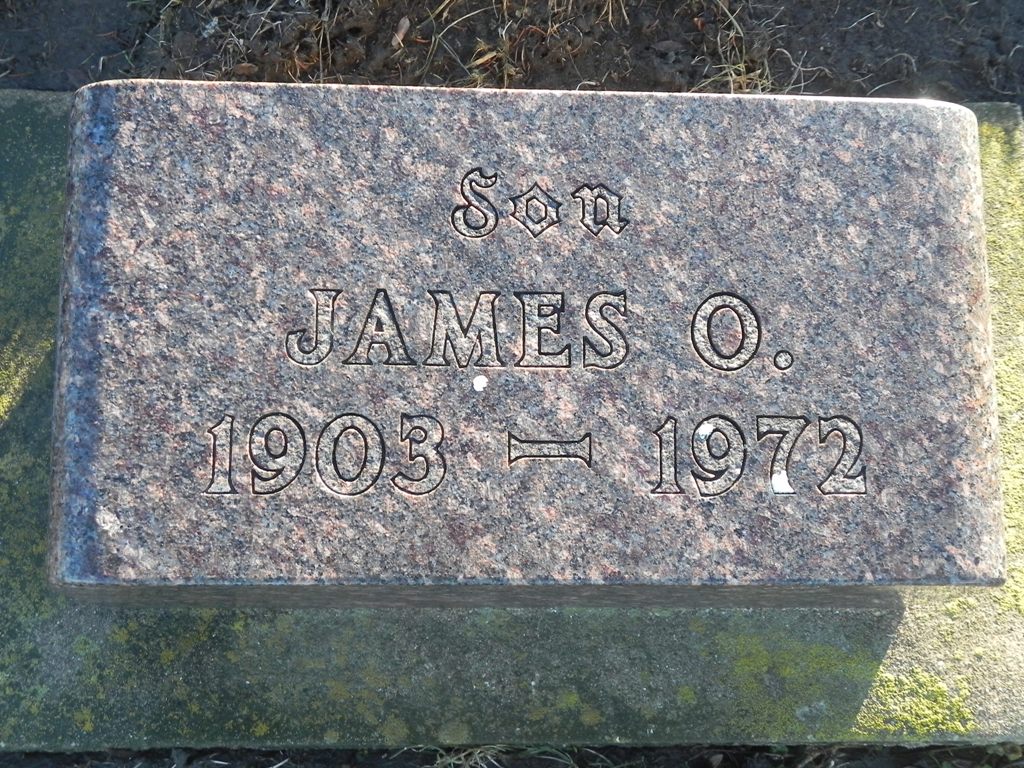 Son
JAMES O.
1903 – 1972